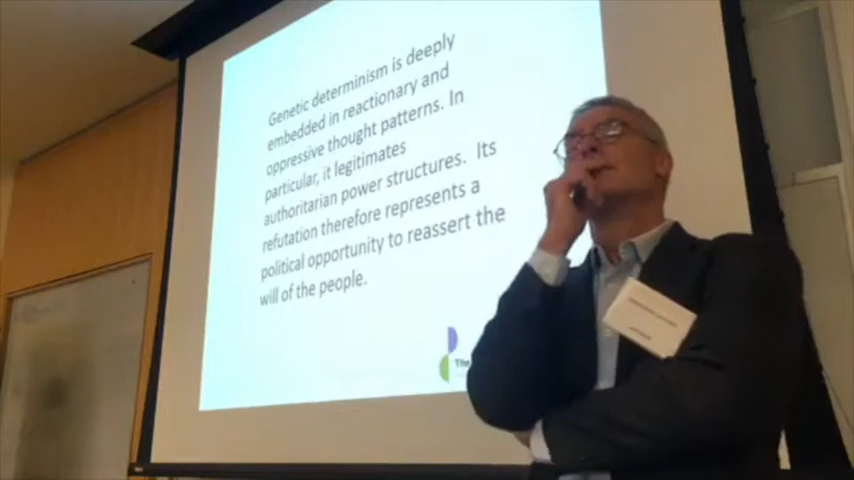 Genetic determinism is deeply
embedded in reactionary and
oppressive thought patterns. In
particular, it legitimates
authoritarian power structures. Its
refutation therefore represents a
political opportunity to reassert the
will of the people.
The